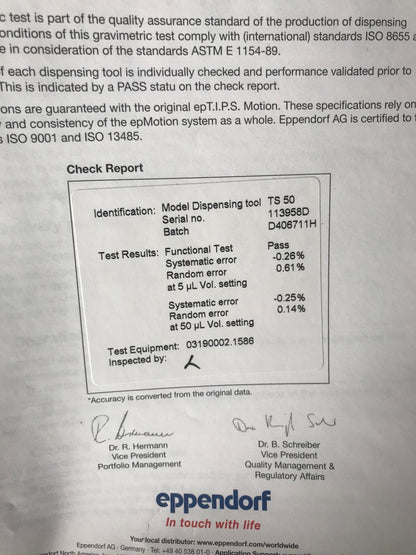 c test is part of the quality assurance standard of the production of dispensing
onditions of this gravimetric test comply with (international) standards ISO 8655 a
e in consideration of the standards ASTM E 1154-89.
f each dispensing tool is individually checked and performance validated prior to
This is indicated by a PASS statu on the check report.
ons are guaranteed with the original epT.I.P.S. Motion. These specifications rely on
and consistency of the epMotion system as a whole. Eppendorf AG is certified to
s ISO 9001 and ISO 13485.
Check Report
Identification: Model Dispensing tool TS 50
Serial no. 113958D
Batch D406711H
Test Results: Functional Test Pass
Systematic error -0.26%
Random error 0.61%
at 5 µL Vol. setting
Systematic error -0.25%
Random error 0.14%
at 50 µL Vol. setting
Test Equipment: 03190002.1586
Inspected by:
*Accuracy is converted from the original data.
Dr. R. Hermann Dr. B. Schreiber
Vice President Vice President
Portfolio Management Quality Management &
Regulatory Affairs
eppendorf
In touch with life
Your local distributor: www.eppendorf.com/worldwide
Eppendorf AG · Germany · Tel: +49 40 538 01-0 ·